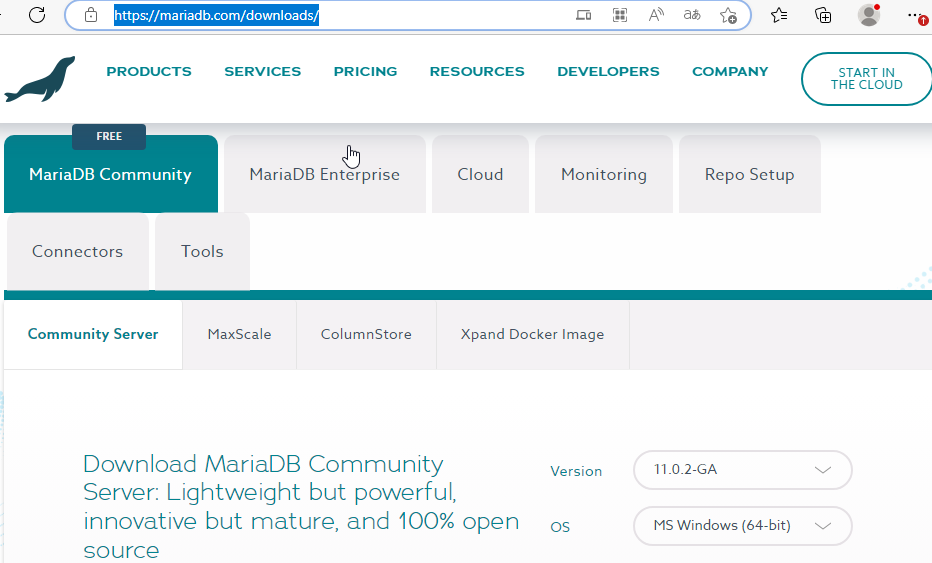 https://mariadb.com/downloads/
PRODUCTS SERVICES PRICING RESOURCES DEVELOPERS COMPANY
START IN
THE CLOUD
FREE
MariaDB Community MariaDB Enterprise Cloud Monitoring Repo Setup
Connectors Tools
Community Server MaxScale ColumnStore Xpand Docker Image
Download MariaDB Community
Server: Lightweight but powerful,
innovative but mature, and 100% open
source
Version 11.0.2-GA
OS MS Windows (64-bit)